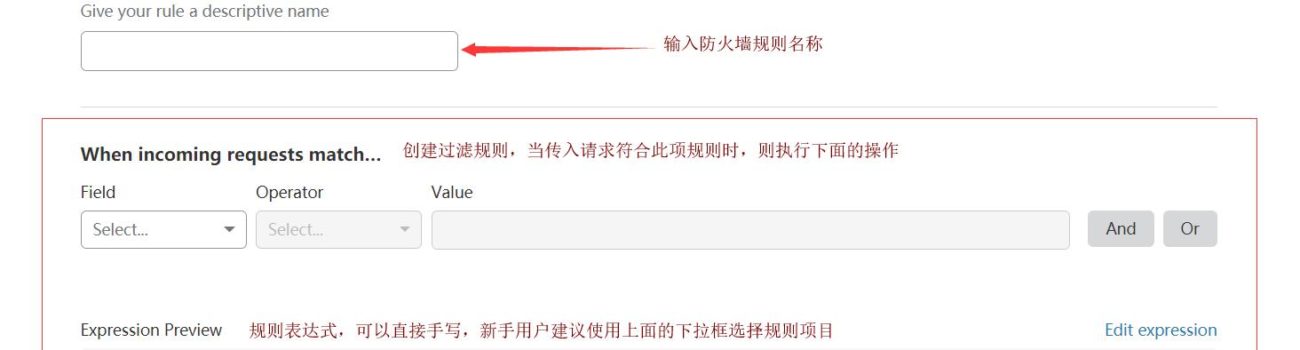 Give your rule a descriptive name
输入防火墙规则名称
When incoming requests match... 创建过滤规则，当传入请求符合此项规则时，则执行下面的操作
Field Operator Value
Select... Select... And Or
Expression Preview 规则表达式，可以直接手写，新手用户建议使用上面的下拉框选择规则项目 Edit expression